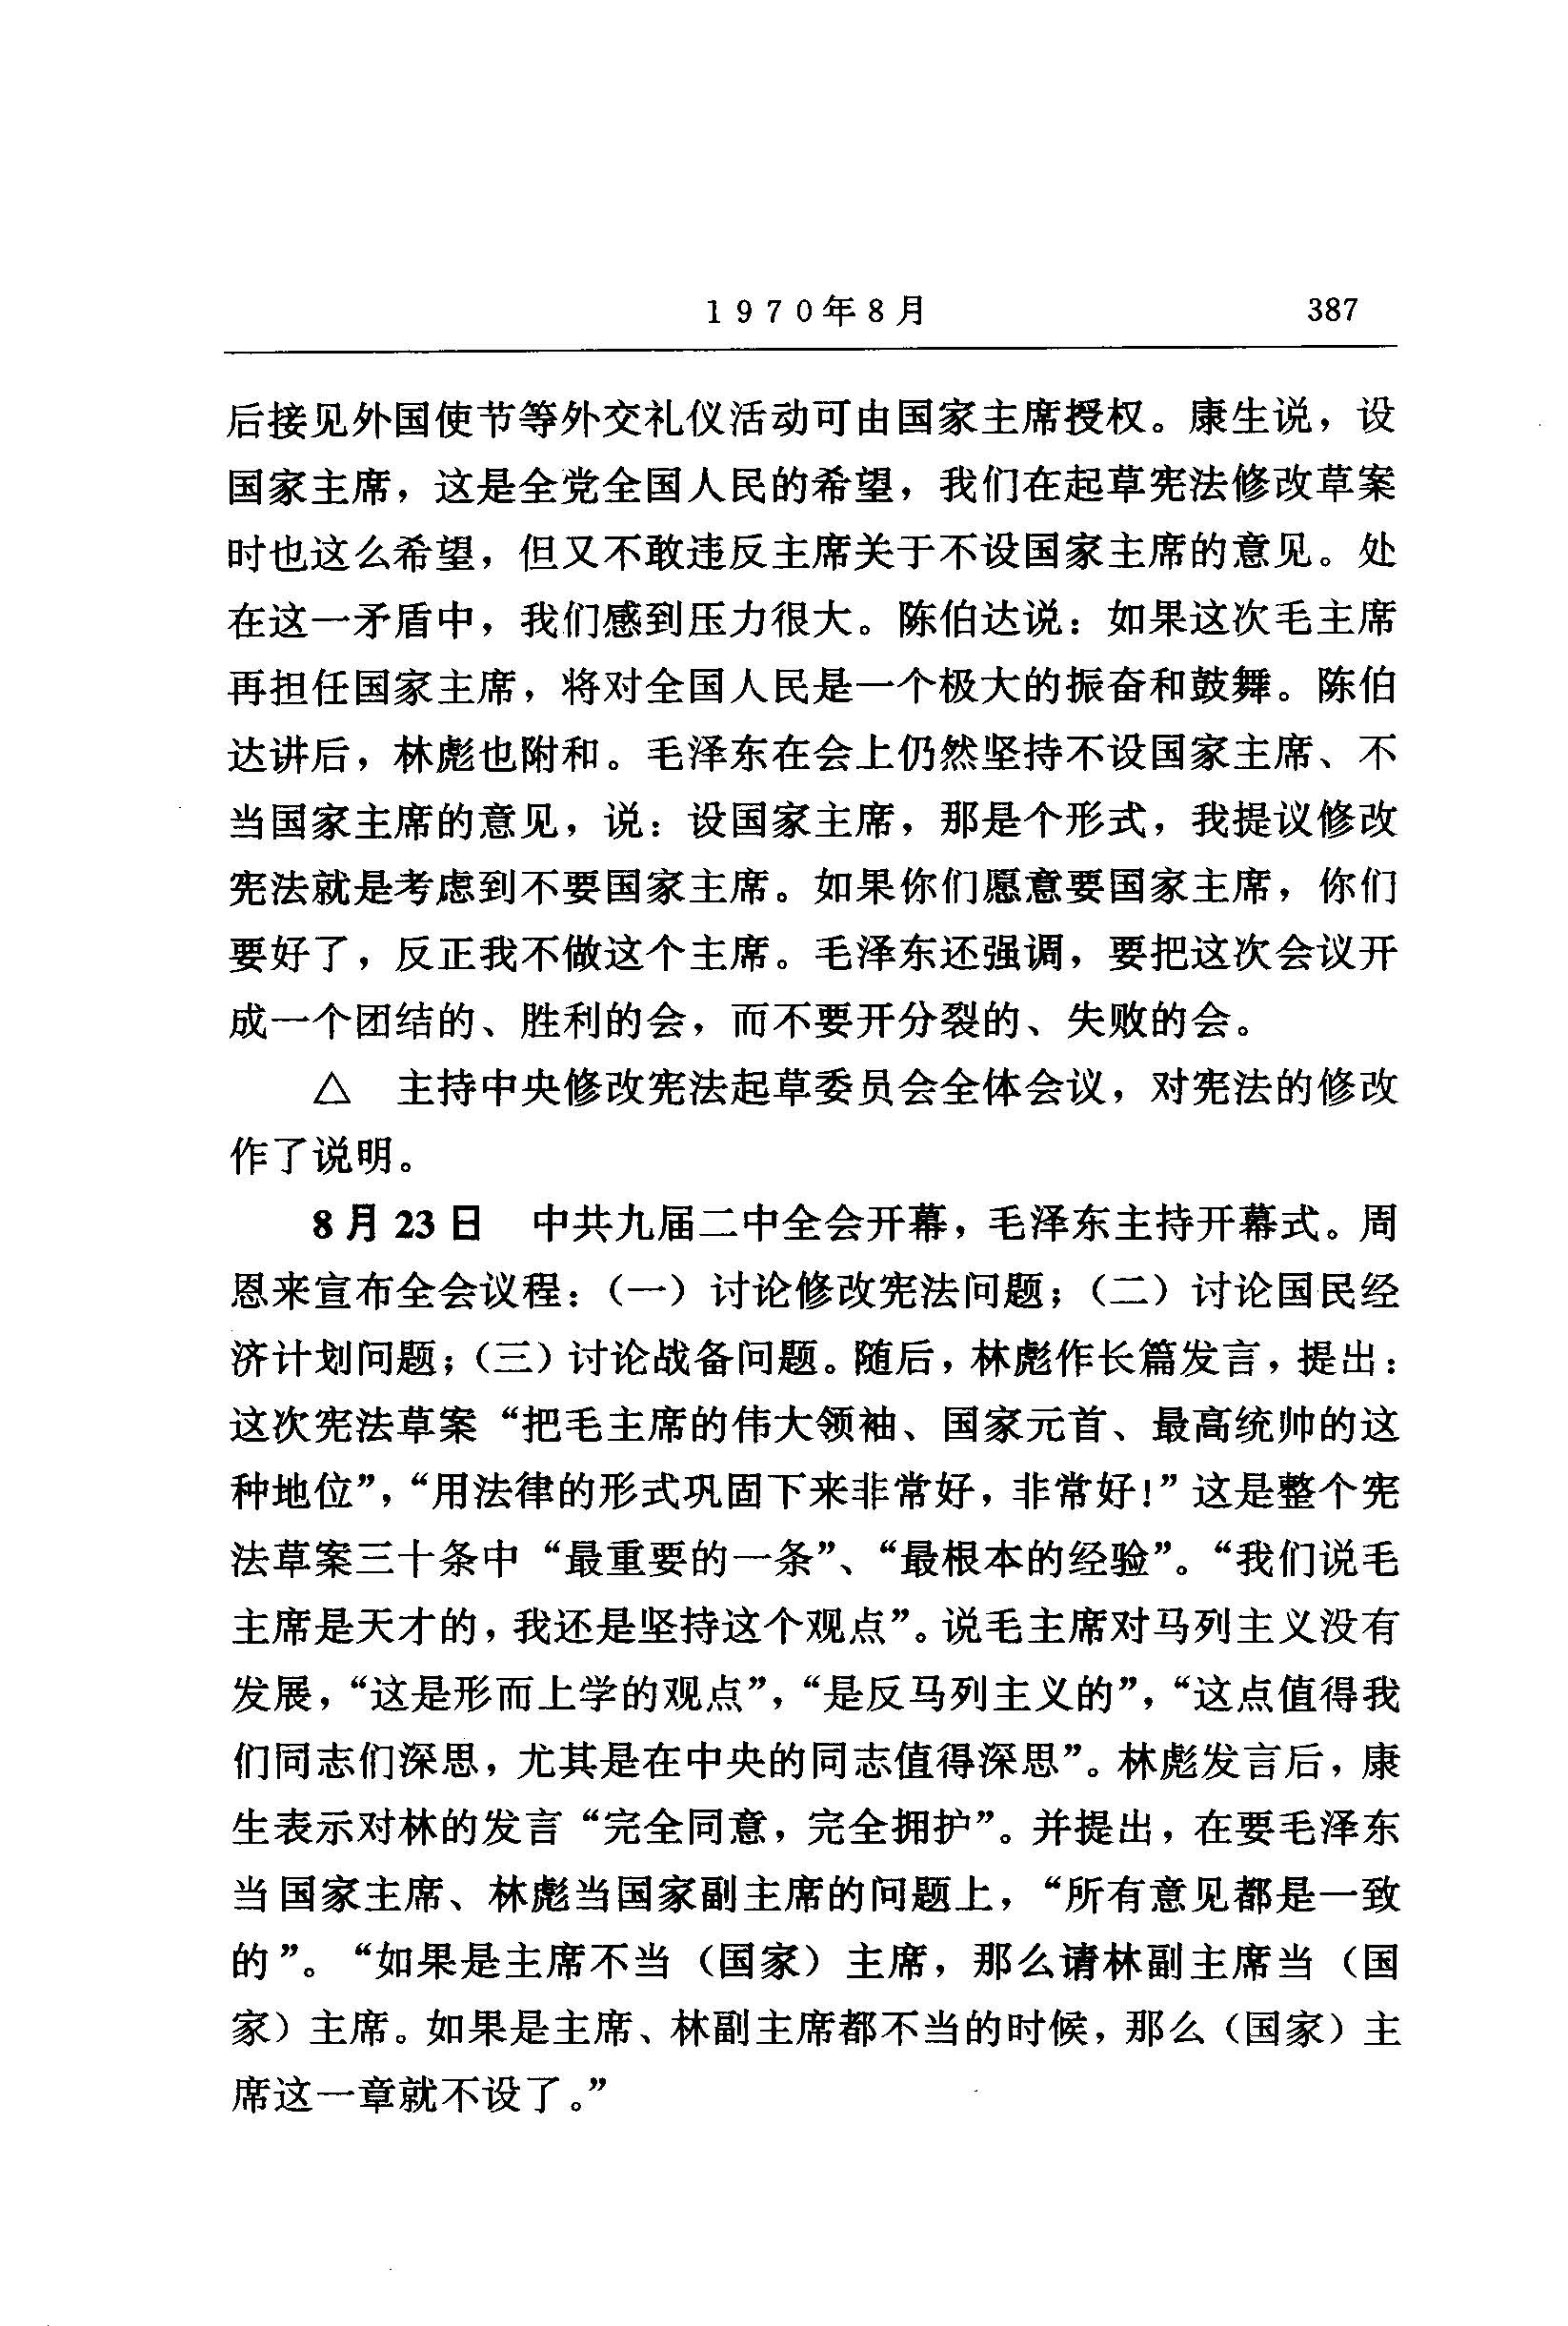 1970年8月 387
后接见外国使节等外交礼仪活动可由国家主席授权。康生说，设
国家主席，这是全党全国人民的希望，我们在起草宪法修改草案
时也这么希望，但又不敢违反主席关于不设国家主席的意见。处
在这一矛盾中，我们感到压力很大。陈伯达说：如果这次毛主席
再担任国家主席，将对全国人民是一个极大的振奋和鼓舞。陈伯
达讲后，林彪也附和。毛泽东在会上仍然坚持不设国家主席、不
当国家主席的意见，说：设国家主席，那是个形式，我提议修改
宪法就是考虑到不要国家主席。如果你们愿意要国家主席，你们
要好了，反正我不做这个主席。毛泽东还强调，要把这次会议开
成一个团结的、胜利的会，而不要开分裂的、失败的会。
△ 主持中央修改宪法起草委员会全体会议，对宪法的修改
作了说明。
8月23日 中共九届二中全会开幕，毛泽东主持开幕式。周
恩来宣布全会议程：（一）讨论修改宪法问题；（二）讨论国民经
济计划问题；（三）讨论战备问题。随后，林彪作长篇发言，提出：
这次宪法草案“把毛主席的伟大领袖、国家元首、最高统帅的这
种地位”，“用法律的形式巩固下来非常好，非常好！”这是整个宪
法草案三十条中“最重要的一条”、“最根本的经验”。“我们说毛
主席是天才的，我还是坚持这个观点”。说毛主席对马列主义没有
发展，“这是形而上学的观点”，“是反马列主义的”，“这点值得我
们同志们深思，尤其是在中央的同志值得深思”。林彪发言后，康
生表示对林的发言“完全同意，完全拥护”。并提出，在要毛泽东
当国家主席、林彪当国家副主席的问题上，“所有意见都是一致
的”。“如果是主席不当（国家）主席，那么请林副主席当（国
家）主席。如果是主席、林副主席都不当的时候，那么（国家）主
席这一章就不设了。”